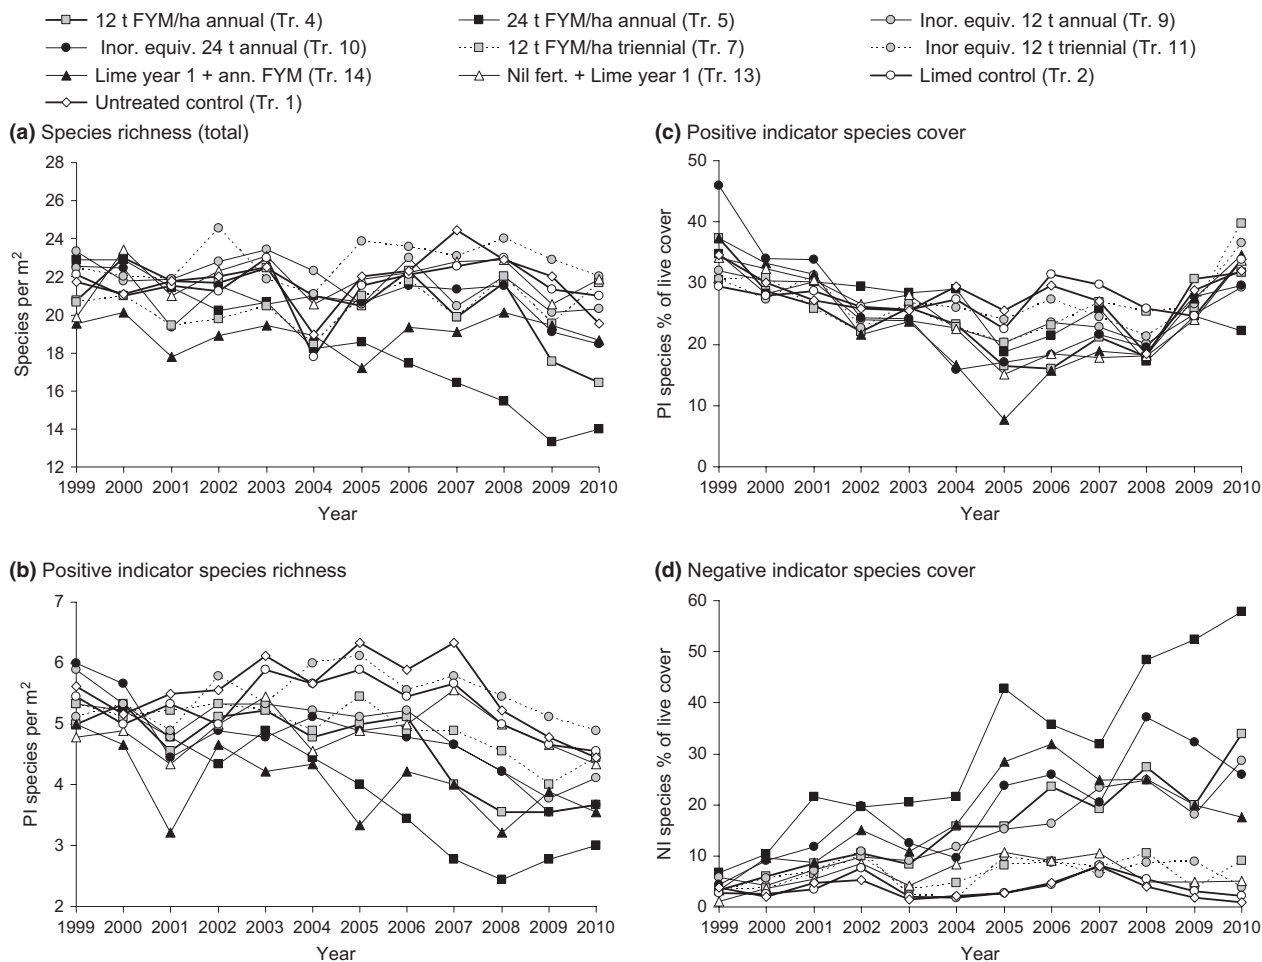 12 t FYM/ha annual (Tr. 4)
24 t FYM/ha annual (Tr. 5)
Inor. equiv. 12 t annual (Tr. 9)
Inor. equiv. 24 t annual (Tr. 10)
12 t FYM/ha triennial (Tr. 7)
Inor equiv. 12 t triennial (Tr. 11)
Lime year 1 + ann. FYM (Tr. 14)
Nil fert. + Lime year 1 (Tr. 13)
Limed control (Tr. 2)
Untreated control (Tr. 1)
(a) Species richness (total)
28
26
24
22
20
18
16
14
12
Species per m2
1999 2000 2001 2002 2003 2004 2005 2006 2007 2008 2009 2010
Year
(c) Positive indicator species cover
50
40
30
20
10
0
PI species % of live cover
1999 2000 2001 2002 2003 2004 2005 2006 2007 2008 2009 2010
Year
(b) Positive indicator species richness
7
6
5
4
3
2
PI species per m2
1999 2000 2001 2002 2003 2004 2005 2006 2007 2008 2009 2010
Year
(d) Negative indicator species cover
60
50
40
30
20
10
0
NI species % of live cover
1999 2000 2001 2002 2003 2004 2005 2006 2007 2008 2009 2010
Year